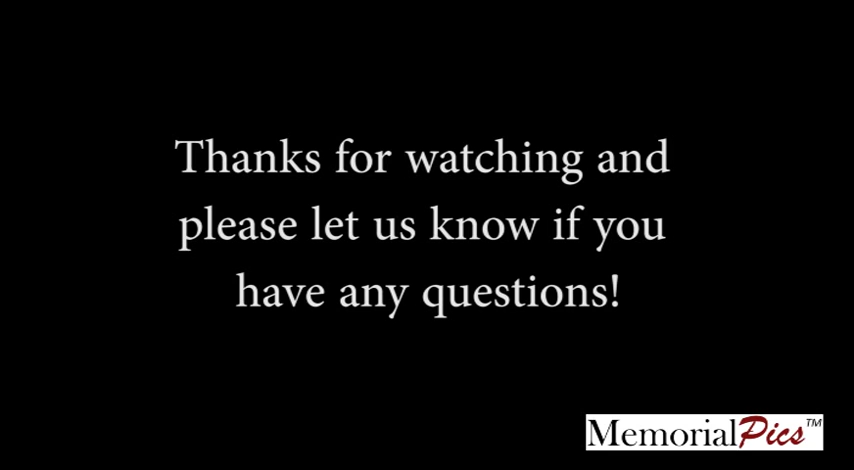 Thanks for watching and
please let us know if you
have any questions!
MemorialPics™